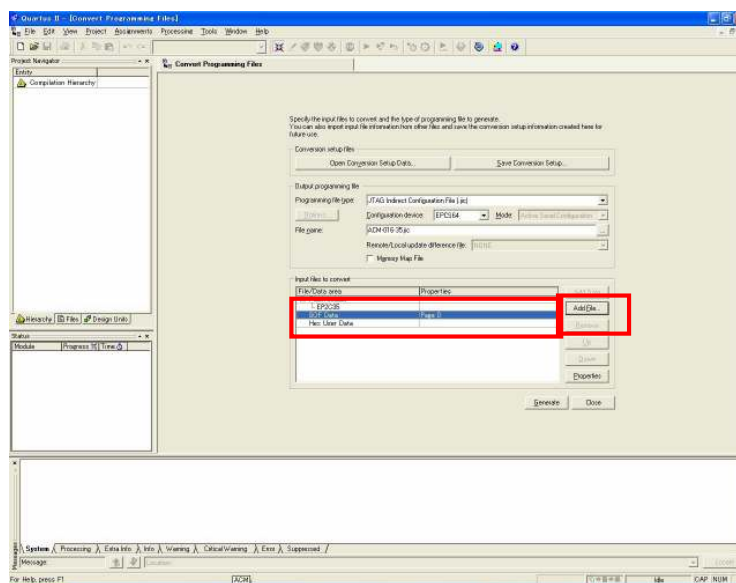 Quartus II - [Convert Programming Files]
File Edit View Project Assignments Processing Tools Window Help
Project Navigator
Entity
Compilation Hierarchy
Convert Programming Files
Specify the input files to convert and the type of programming file to generate.
You can also import input file information from other files and save the conversion setup information created here for
future use.
Conversion setup files
Open Conversion Setup Data...
Save Conversion Setup...
Output programming file
Programming file type:
JTAG Indirect Configuration File (.jic)
Options...
Configuration device:
EPCS64
Mode:
Active Serial Configuration
File name:
ACM-016-35.jic
...
Remote/Local update difference file:
NONE
Memory Map File
Input files to convert
File/Data area
Properties
Add Data
EP2C35
Add File...
SOF Data
Page 0
Remove
Hex User Data
Up
Down
Properties
Generate
Close
Hierarchy
Files
Design Units
Status
Module
Progress %
Time
System
Processing
Extra Info
Info
Warning
Critical Warning
Error
Suppressed
Messages
Message:
Location:
Locate
For Help, press F1
[ACM]
Idle
CAP
NUM